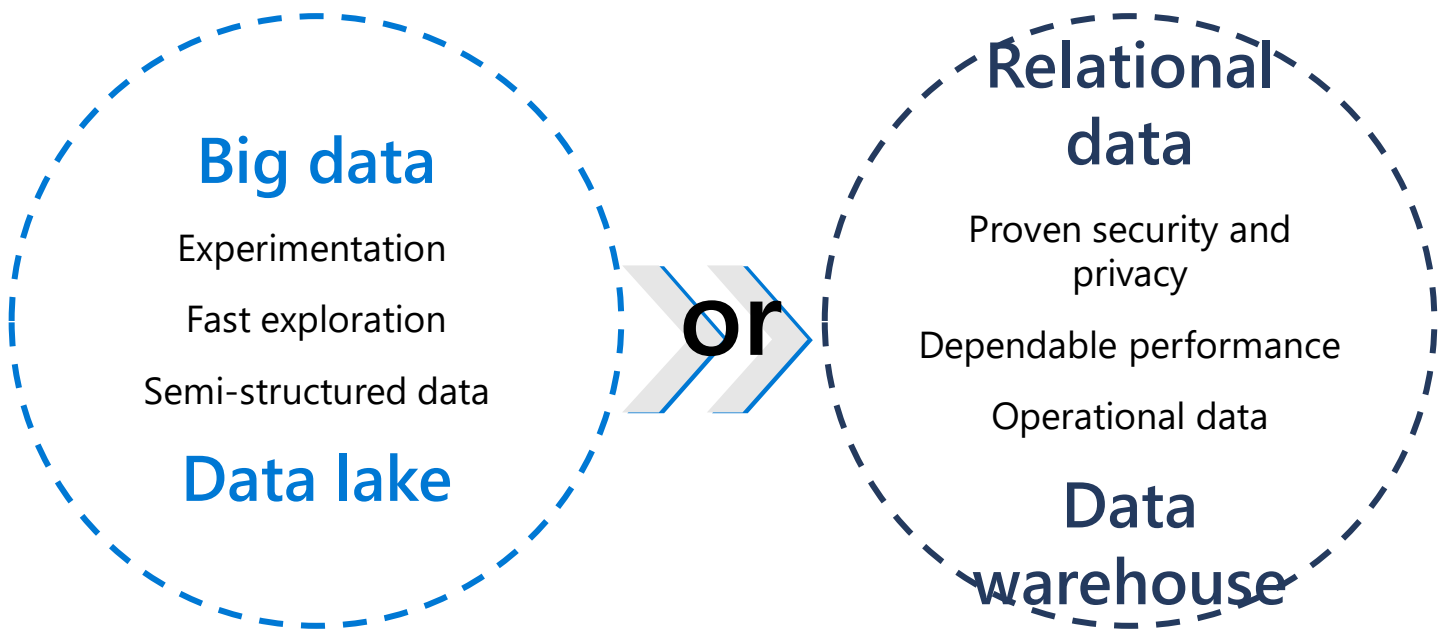 Big data
Experimentation
Fast exploration
Semi-structured data
Data lake
or
Relational
data
Proven security and
privacy
Dependable performance
Operational data
Data
warehouse